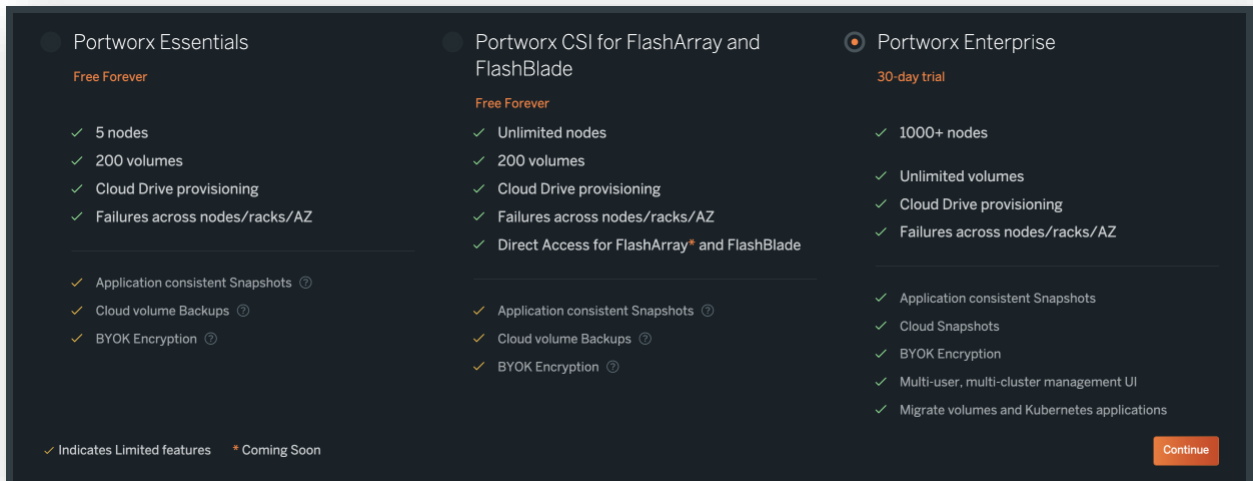 Portworx Essentials
Free Forever
5 nodes
200 volumes
Cloud Drive provisioning
Failures across nodes/racks/AZ
Application consistent Snapshots ?
Cloud volume Backups ?
BYOK Encryption ?
Portworx CSI for FlashArray and
FlashBlade
Free Forever
Unlimited nodes
200 volumes
Cloud Drive provisioning
Failures across nodes/racks/AZ
Direct Access for FlashArray* and FlashBlade
Application consistent Snapshots ?
Cloud volume Backups ?
BYOK Encryption ?
Portworx Enterprise
30-day trial
1000+ nodes
Unlimited volumes
Cloud Drive provisioning
Failures across nodes/racks/AZ
Application consistent Snapshots
Cloud Snapshots
BYOK Encryption
Multi-user, multi-cluster management UI
Migrate volumes and Kubernetes applications
Indicates Limited features * Coming Soon
Continue